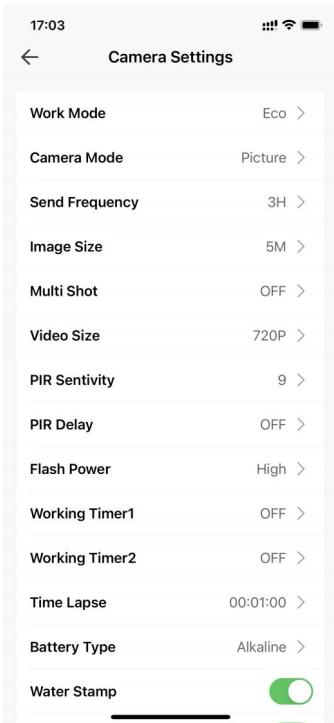 17:03
Camera Settings
Work Mode Eco
Camera Mode Picture
Send Frequency 3H
Image Size 5M
Multi Shot OFF
Video Size 720P
PIR Sentivity 9
PIR Delay OFF
Flash Power High
Working Timer1 OFF
Working Timer2 OFF
Time Lapse 00:01:00
Battery Type Alkaline
Water Stamp